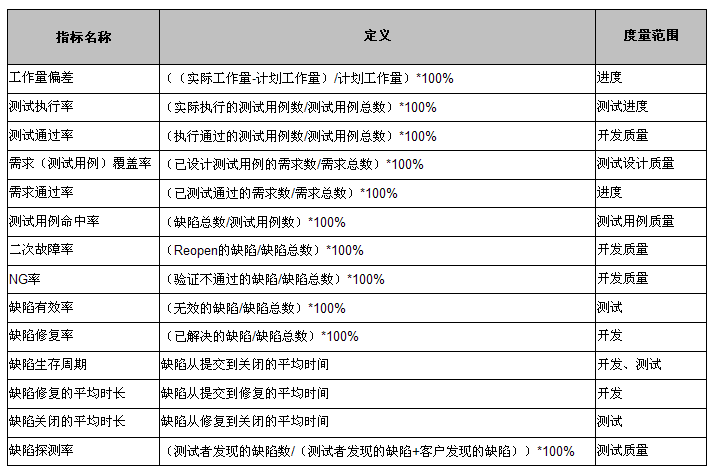 指标名称 定义 度量范围
工作量偏差 （（实际工作量-计划工作量）/计划工作量）*100% 进度
测试执行率 （实际执行的测试用例数/测试用例总数）*100% 测试进度
测试通过率 （执行通过的测试用例数/测试用例总数）*100% 开发质量
需求（测试用例）覆盖率 （已设计测试用例的需求数/需求总数）*100% 测试设计质量
需求通过率 （已测试通过的需求数/需求总数）*100% 进度
测试用例命中率 （缺陷总数/测试用例数）*100% 测试用例质量
二次故障率 （Reopen的缺陷/缺陷总数）*100% 开发质量
NG率 （验证不通过的缺陷/缺陷总数）*100% 开发质量
缺陷有效率 （无效的缺陷/缺陷总数）*100% 测试
缺陷修复率 （已解决的缺陷/缺陷总数）*100% 开发
缺陷生存周期 缺陷从提交到关闭的平均时间 开发、测试
缺陷修复的平均时长 缺陷从提交到修复的平均时间 开发
缺陷关闭的平均时长 缺陷从修复到关闭的平均时间 测试
缺陷探测率 （测试者发现的缺陷数/（测试者发现的缺陷+客户发现的缺陷））*100% 测试质量